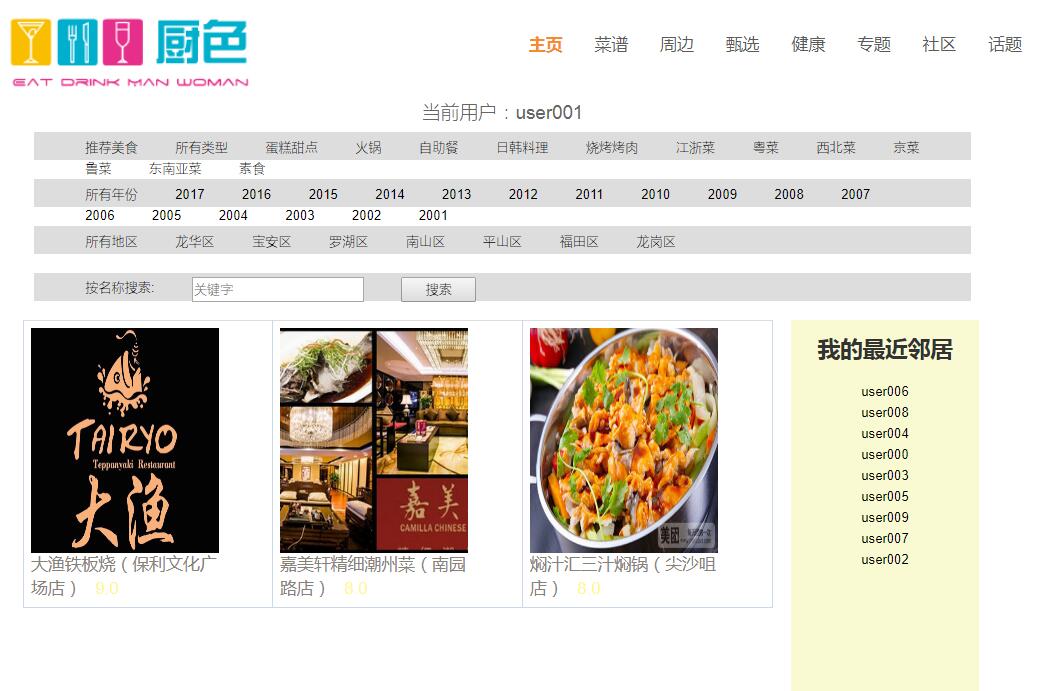 厨色
EAT DRINK MAN WOMAN
主页 菜谱 周边 甄选 健康 专题 社区 话题
当前用户：user001
推荐美食 所有类型 蛋糕甜点 火锅 自助餐 日韩料理 烧烤烤肉 江浙菜 粤菜 西北菜 京菜
鲁菜 东南亚菜 素食
所有年份 2017 2016 2015 2014 2013 2012 2011 2010 2009 2008 2007
2006 2005 2004 2003 2002 2001
所有地区 龙华区 宝安区 罗湖区 南山区 平山区 福田区 龙岗区
按名称搜索: 关键字 搜索
TAIRYO
Teppanyaki Restaurant
大渔
大渔铁板烧（保利文化广
场店） 9.0
嘉美
CAMILLA CHINESE
嘉美轩精细潮州菜（南园
路店） 8.0
美团
焖汁汇三汁焖锅（尖沙咀
店） 8.0
我的最近邻居
user006
user008
user004
user000
user003
user005
user009
user007
user002